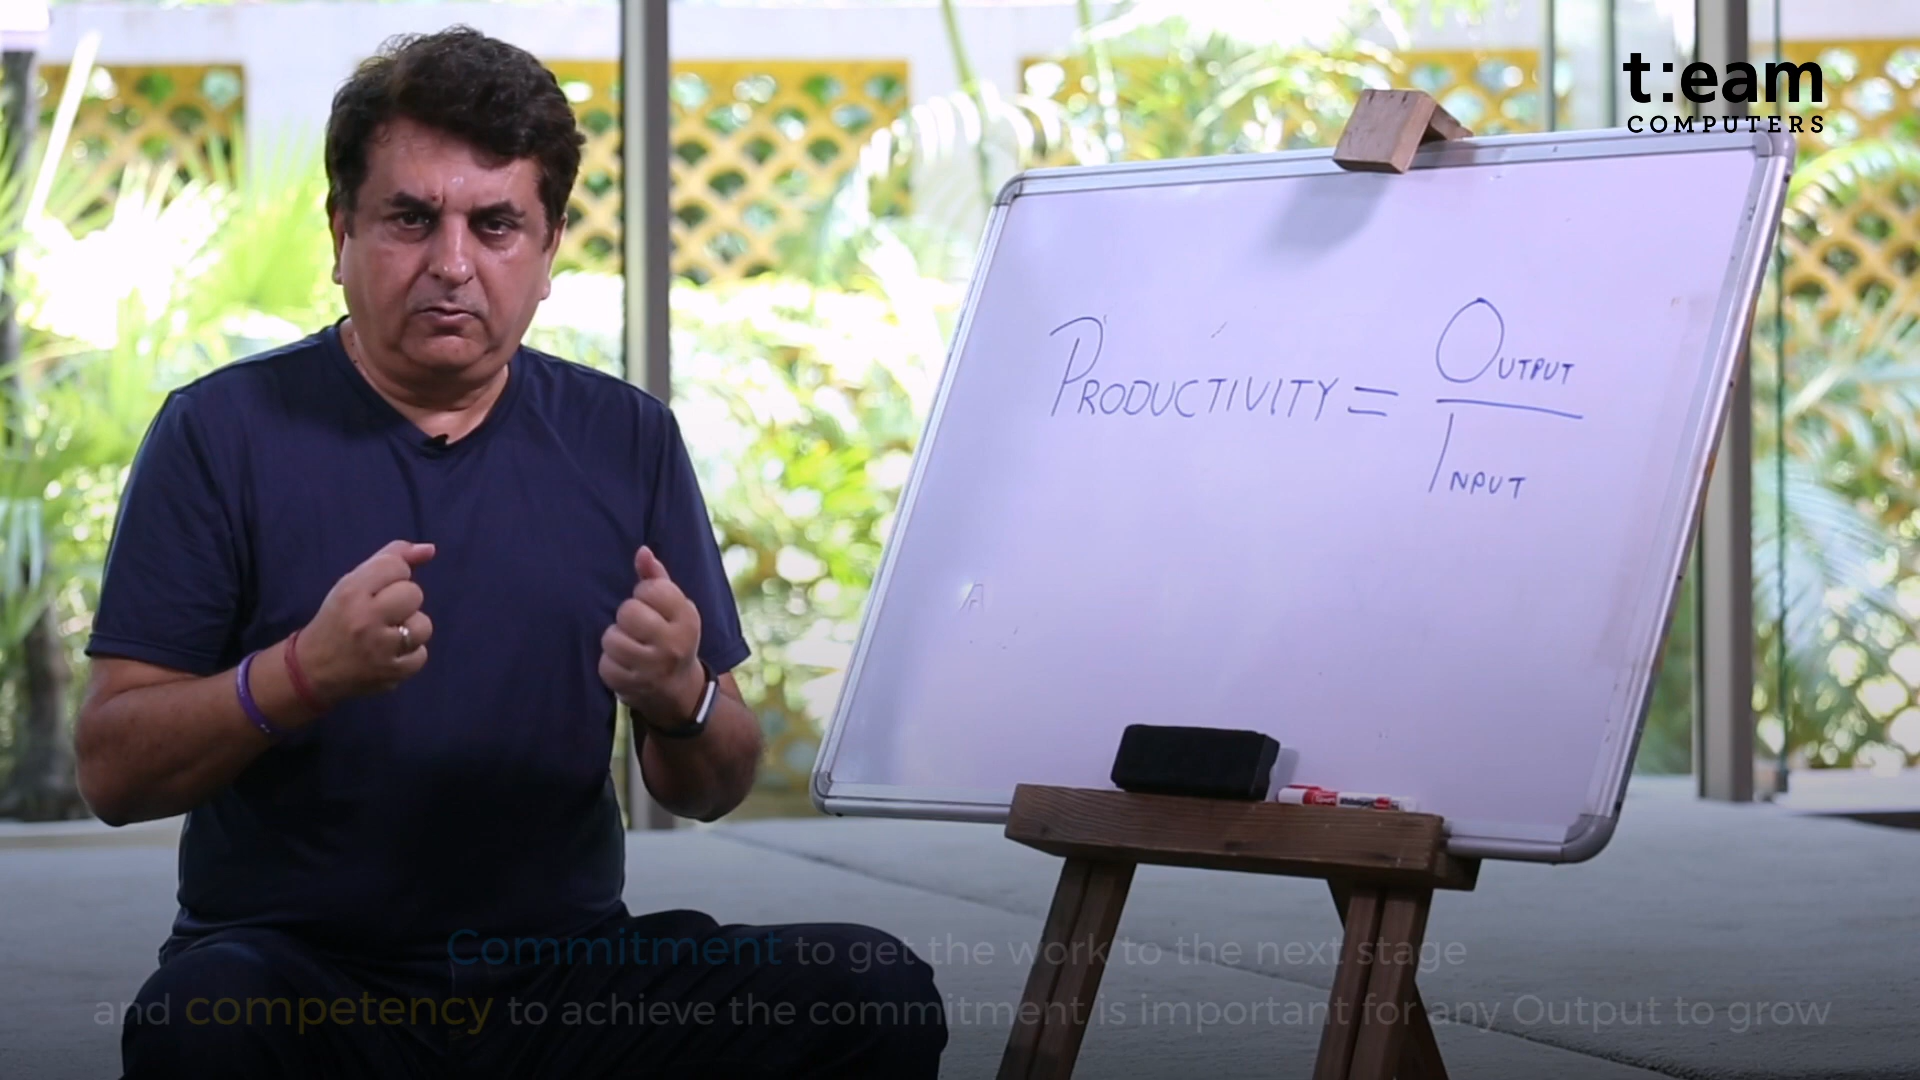 t:eam
COMPUTERS
PRODUCTIVITY = OUTPUT
INPUT
Commitment to get the work to the next stage
and competency to achieve the commitment is important for any Output to grow